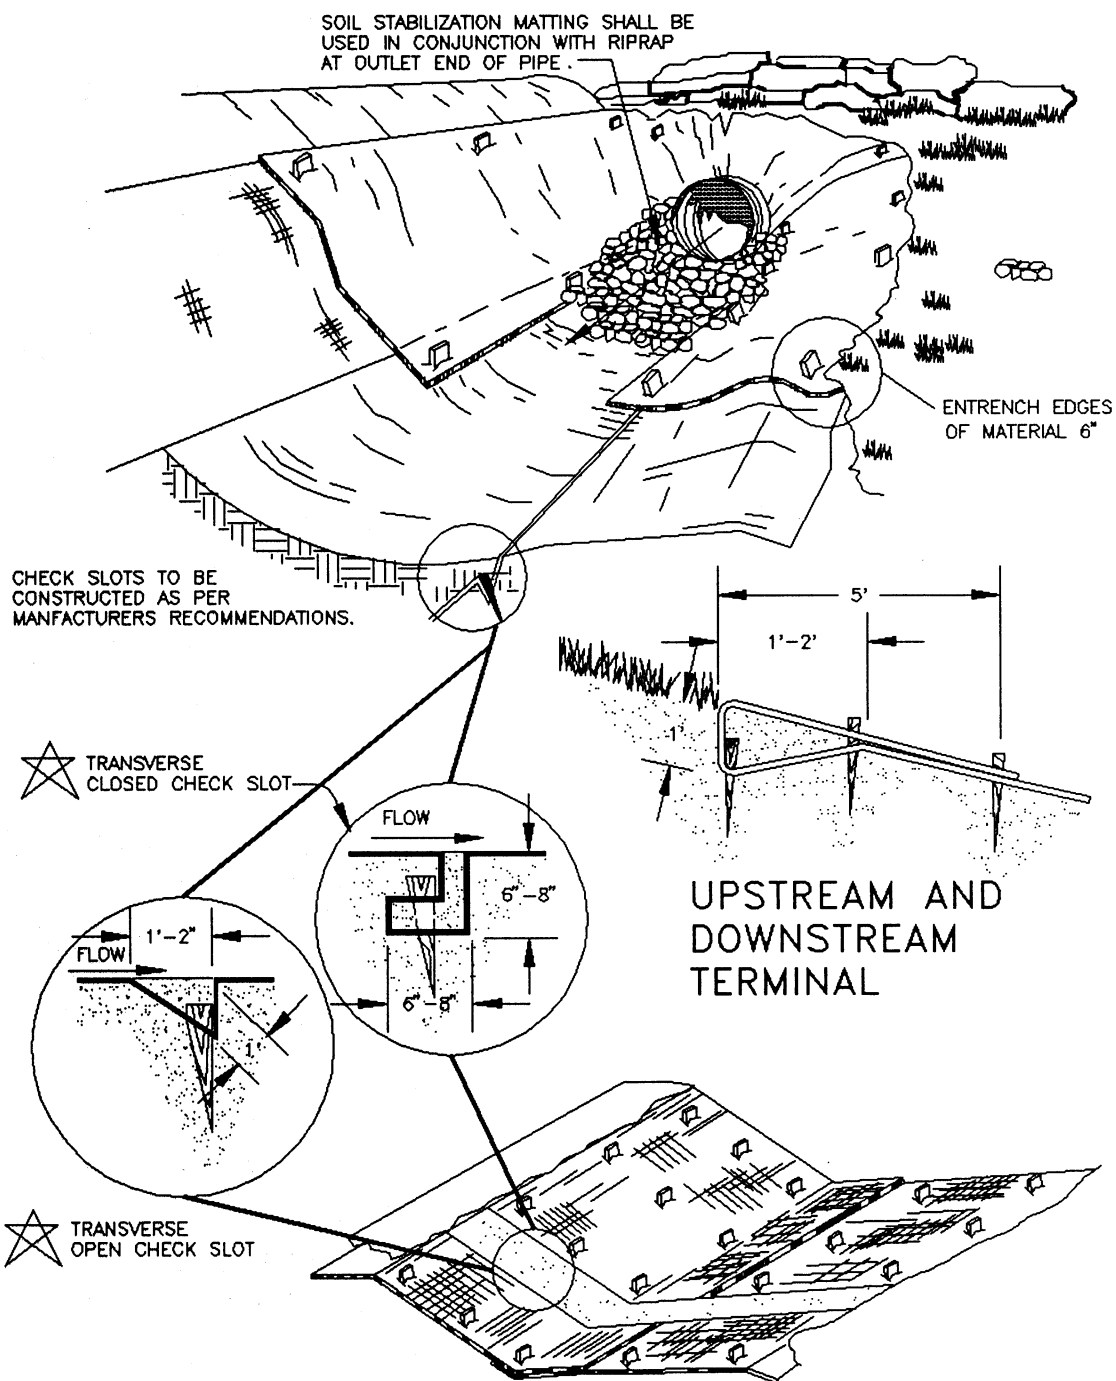 SOIL STABILIZATION MATTING SHALL BE
USED IN CONJUNCTION WITH RIPRAP
AT OUTLET END OF PIPE.
ENTRENCH EDGES
OF MATERIAL 6"
CHECK SLOTS TO BE
CONSTRUCTED AS PER
MANFACTURERS RECOMMENDATIONS.
5'
1'-2'
1'
TRANSVERSE
CLOSED CHECK SLOT
FLOW
6"-8"
6"-8"
UPSTREAM AND
DOWNSTREAM
TERMINAL
1'-2"
FLOW
1'
TRANSVERSE
OPEN CHECK SLOT